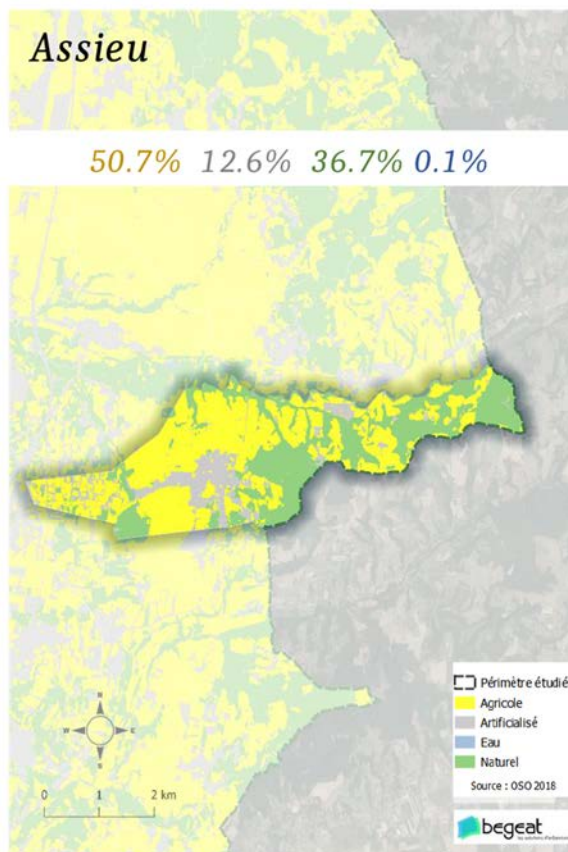 Assieu
50.7% 12.6% 36.7% 0.1%
N
W E
S
0 1 2 km
Périmètre étudié
Agricole
Artificialisé
Eau
Naturel
Source : OSO 2018
begeat